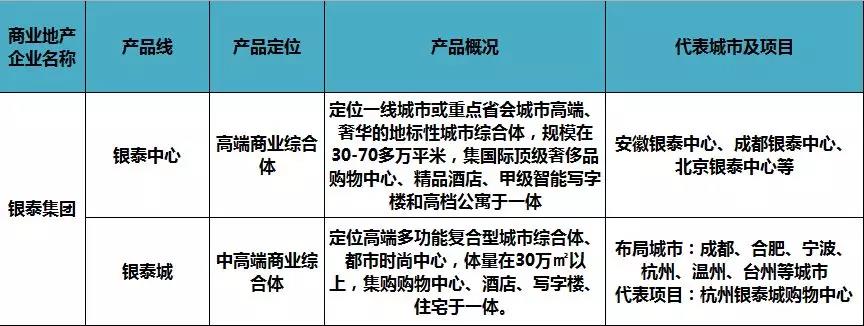 商业地产
企业名称
产品线
产品定位
产品概况
代表城市及项目
银泰集团
银泰中心
高端商业综合
体
定位一线城市或重点省会城市高端、
奢华的地标性城市综合体，规模在
30-70多万平米，集国际顶级奢侈品
购物中心、精品酒店、甲级智能写字
楼和高档公寓于一体
安徽银泰中心、成都银泰中心、
北京银泰中心等
银泰城
中高端商业综
合体
定位高端多功能复合型城市综合体、
都市时尚中心，体量在30万㎡以
上，集购购物中心、酒店、写字楼、
住宅于一体。
布局城市：成都、合肥、宁波、
杭州、温州、台州等城市
代表项目：杭州银泰城购物中心